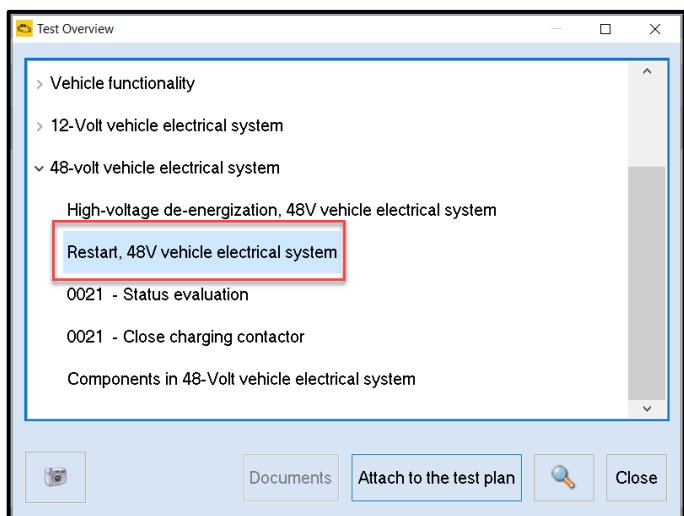 Test Overview
Vehicle functionality
12-Volt vehicle electrical system
48-volt vehicle electrical system
High-voltage de-energization, 48V vehicle electrical system
Restart, 48V vehicle electrical system
0021 - Status evaluation
0021 - Close charging contactor
Components in 48-Volt vehicle electrical system
Documents
Attach to the test plan
Close